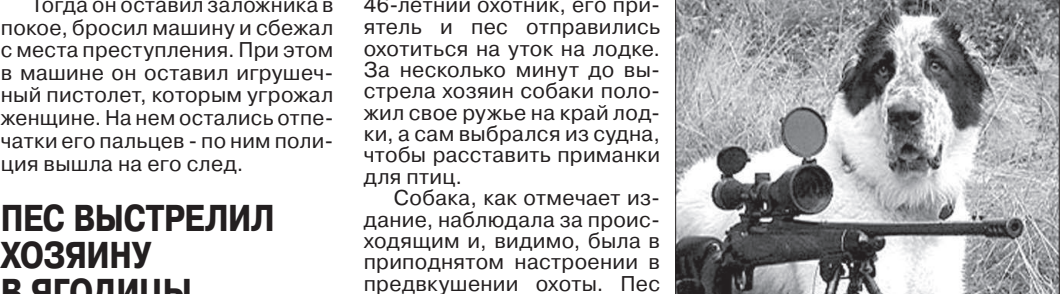 Тогда он оставил заложника в
покое, бросил машину и сбежал
с места преступления. При этом
в машине он оставил игрушеч-
ный пистолет, которым угрожал
женщине. На нем остались отпе-
чатки его пальцев - по ним поли-
ция вышла на его след.
ПЕС ВЫСТРЕЛИЛ
ХОЗЯИНУ
В ЯГОДИЦЫ
46-летний охотник, его при-
ятель и пес отправились
охотиться на уток на лодке.
За несколько минут до вы-
стрела хозяин собаки поло-
жил свое ружье на край лод-
ки, а сам выбрался из судна,
чтобы расставить приманки
для птиц.
Собака, как отмечает из-
дание, наблюдала за проис-
ходящим и, видимо, была в
приподнятом настроении в
предвкушении охоты. Пес